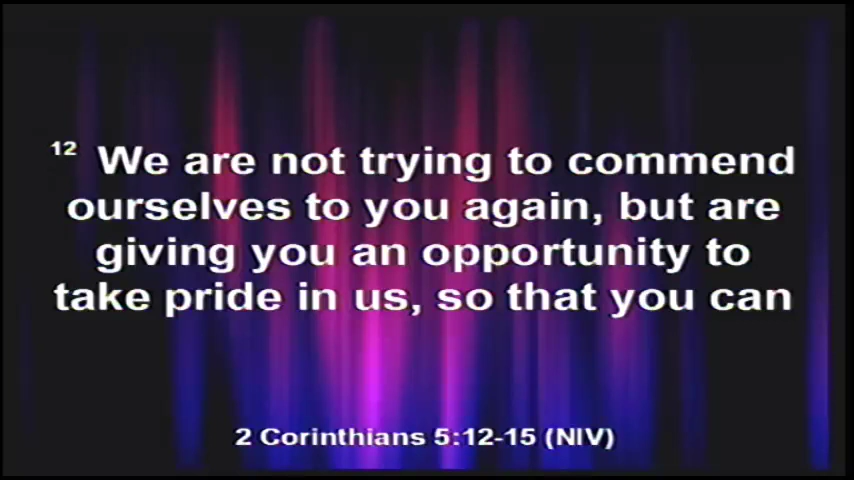 12 We are not trying to commend
ourselves to you again, but are
giving you an opportunity to
take pride in us, so that you can
2 Corinthians 5:12-15 (NIV)